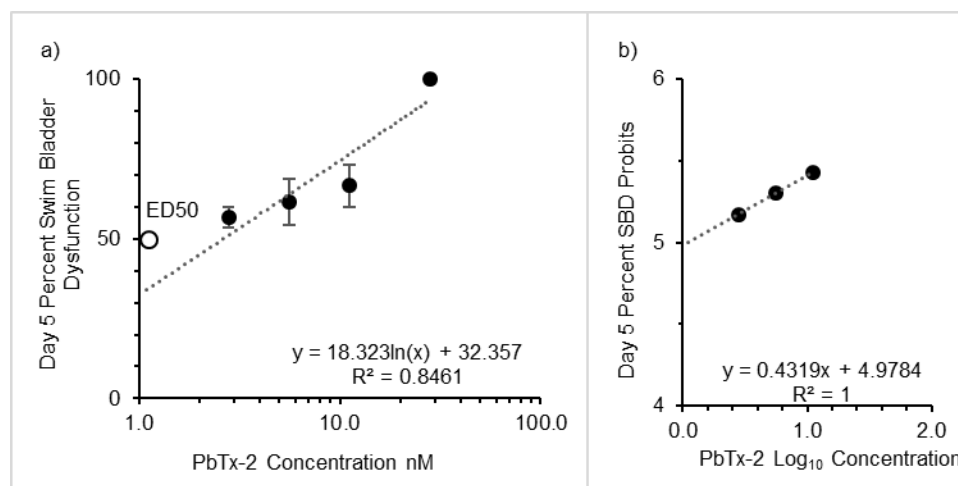 a)
Day 5 Percent Swim Bladder
Dysfunction
100
50
0
ED50
y = 18.323ln(x) + 32.357
R² = 0.8461
1.0
10.0
100.0
PbTx-2 Concentration nM
b)
Day 5 Percent SBD Probits
6
5
4
y = 0.4319x + 4.9784
R² = 1
0.0
1.0
2.0
PbTx-2 Log₁₀ Concentration